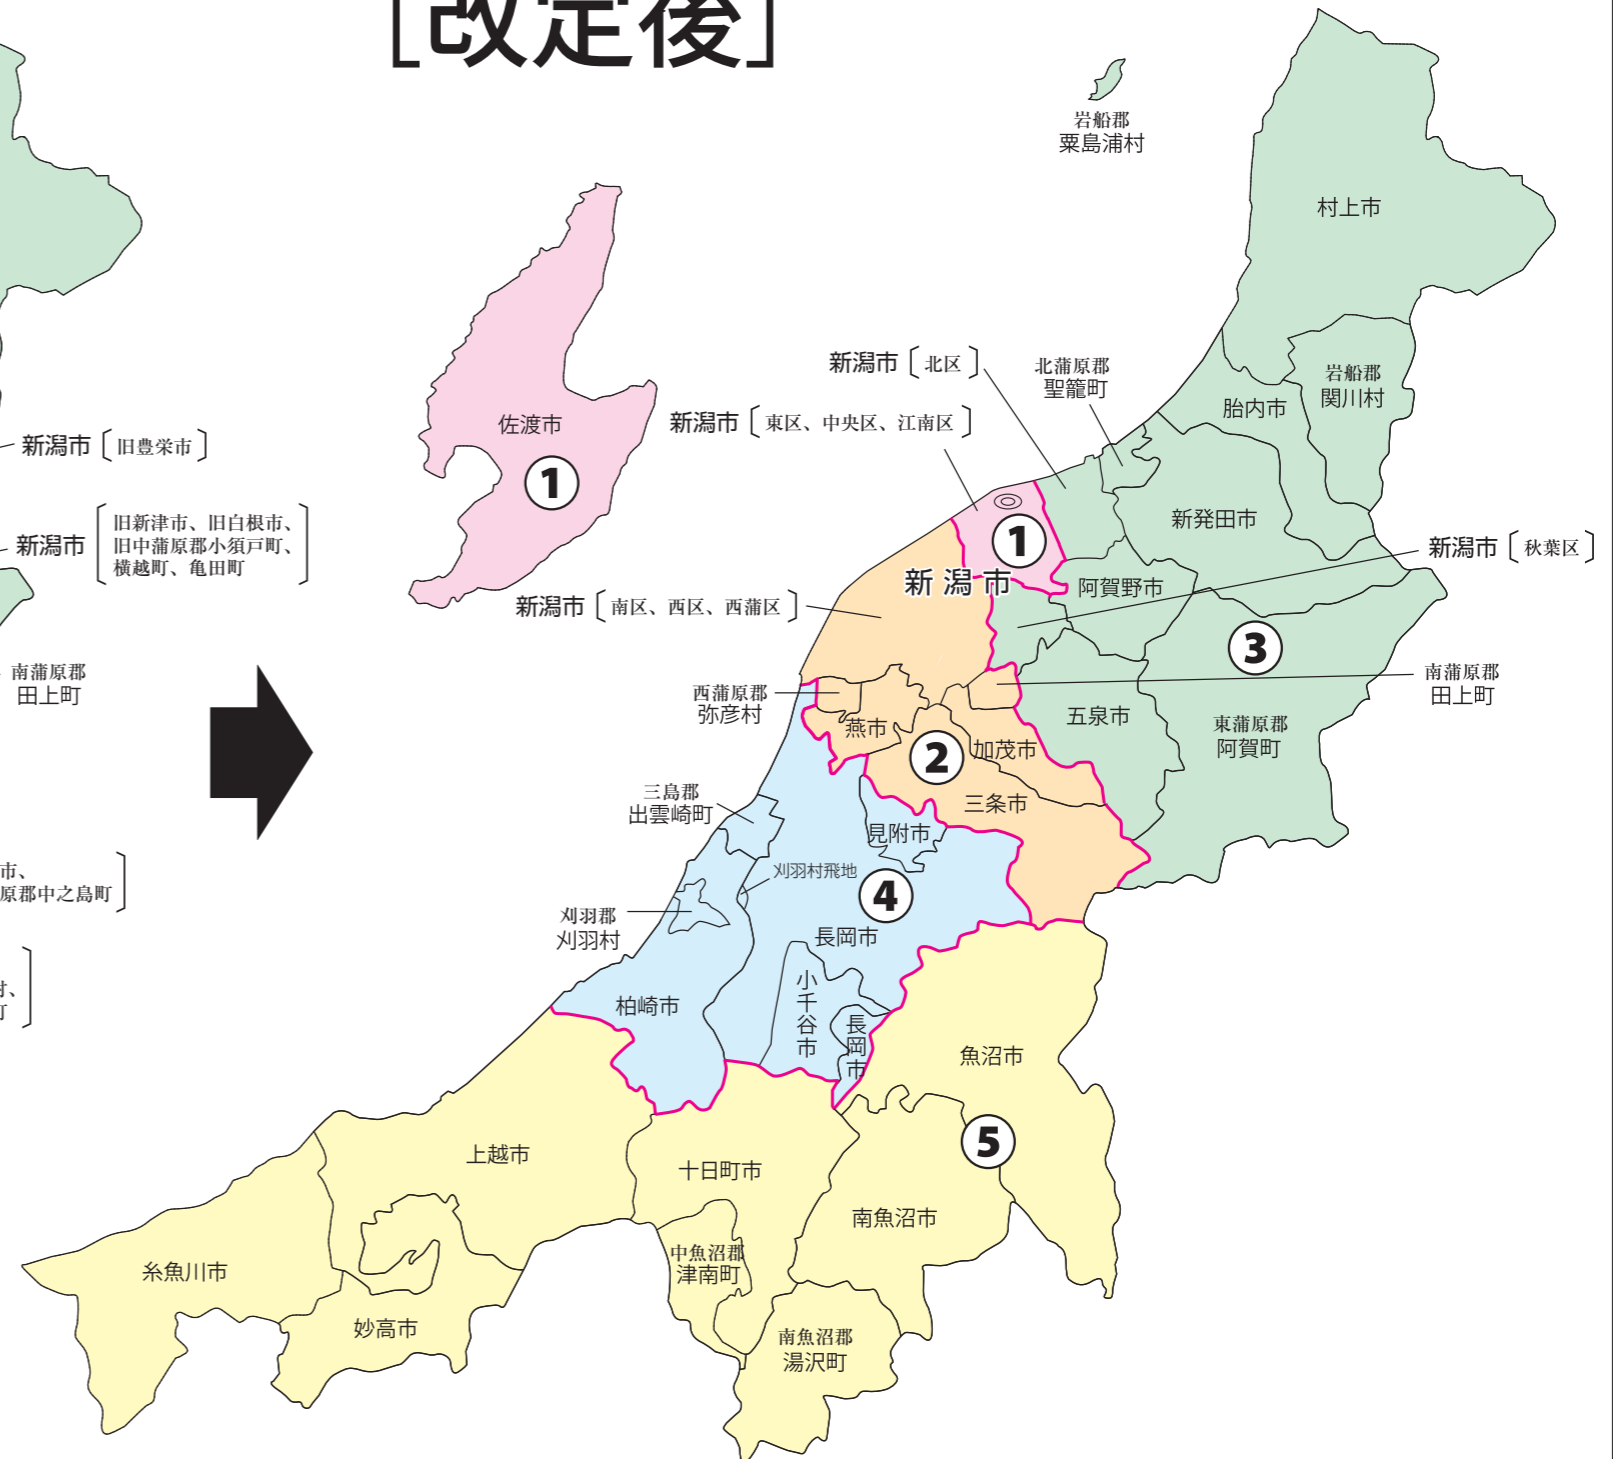 [改定後]
岩船郡
粟島浦村
村上市
新潟市〔北区〕
北蒲原郡
聖籠町
岩船郡
関川村
胎内市
佐渡市
①
新潟市〔東区、中央区、江南区〕
新潟市〔旧豊栄市〕
新潟市〔旧新津市、旧白根市、
旧中蒲原郡小須戸町、
横越町、亀田町〕
新発田市
①
新潟市〔秋葉区〕
新潟市
阿賀野市
新潟市〔南区、西区、西蒲区〕
③
南蒲原郡
田上町
西蒲原郡
弥彦村
南蒲原郡
田上町
五泉市
東蒲原郡
阿賀町
燕市
②
加茂市
三条市
三島郡
出雲崎町
見附市
市、
原郡中之島町〕
刈羽村飛地
④
刈羽郡
刈羽村
長岡市
小千谷市
村、
町〕
柏崎市
長岡市
魚沼市
⑤
上越市
十日町市
南魚沼市
中魚沼郡
津南町
糸魚川市
妙高市
南魚沼郡
湯沢町